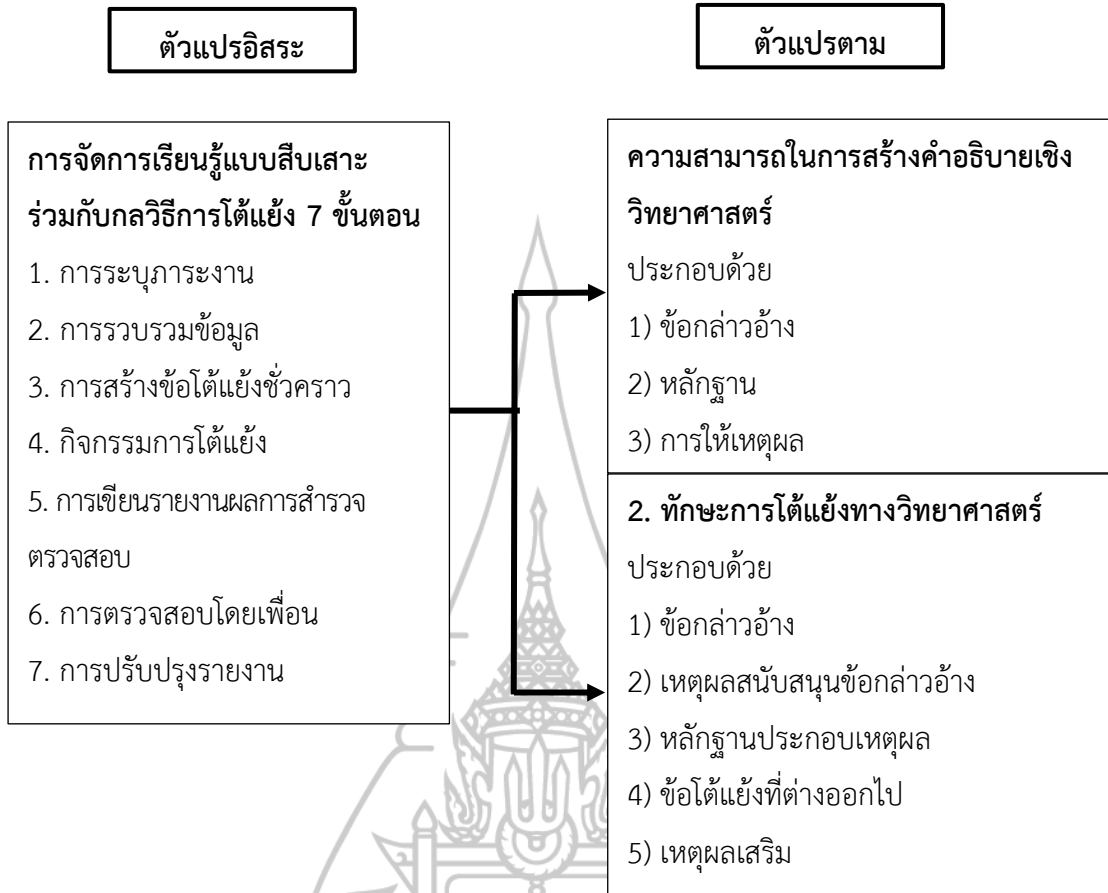 ตัวแปรอิสระ
ตัวแปรตาม
การจัดการเรียนรู้แบบสืบเสาะ
ร่วมกับกลวิธีการโต้แย้ง 7 ขั้นตอน
1. การระบุภาระงาน
2. การรวบรวมข้อมูล
3. การสร้างข้อโต้แย้งชั่วคราว
4. กิจกรรมการโต้แย้ง
5. การเขียนรายงานผลการสำรวจ
ตรวจสอบ
6. การตรวจสอบโดยเพื่อน
7. การปรับปรุงรายงาน
ความสามารถในการสร้างคำอธิบายเชิง
วิทยาศาสตร์
ประกอบด้วย
1) ข้อกล่าวอ้าง
2) หลักฐาน
3) การให้เหตุผล
2. ทักษะการโต้แย้งทางวิทยาศาสตร์
ประกอบด้วย
1) ข้อกล่าวอ้าง
2) เหตุผลสนับสนุนข้อกล่าวอ้าง
3) หลักฐานประกอบเหตุผล
4) ข้อโต้แย้งที่ต่างออกไป
5) เหตุผลเสริม